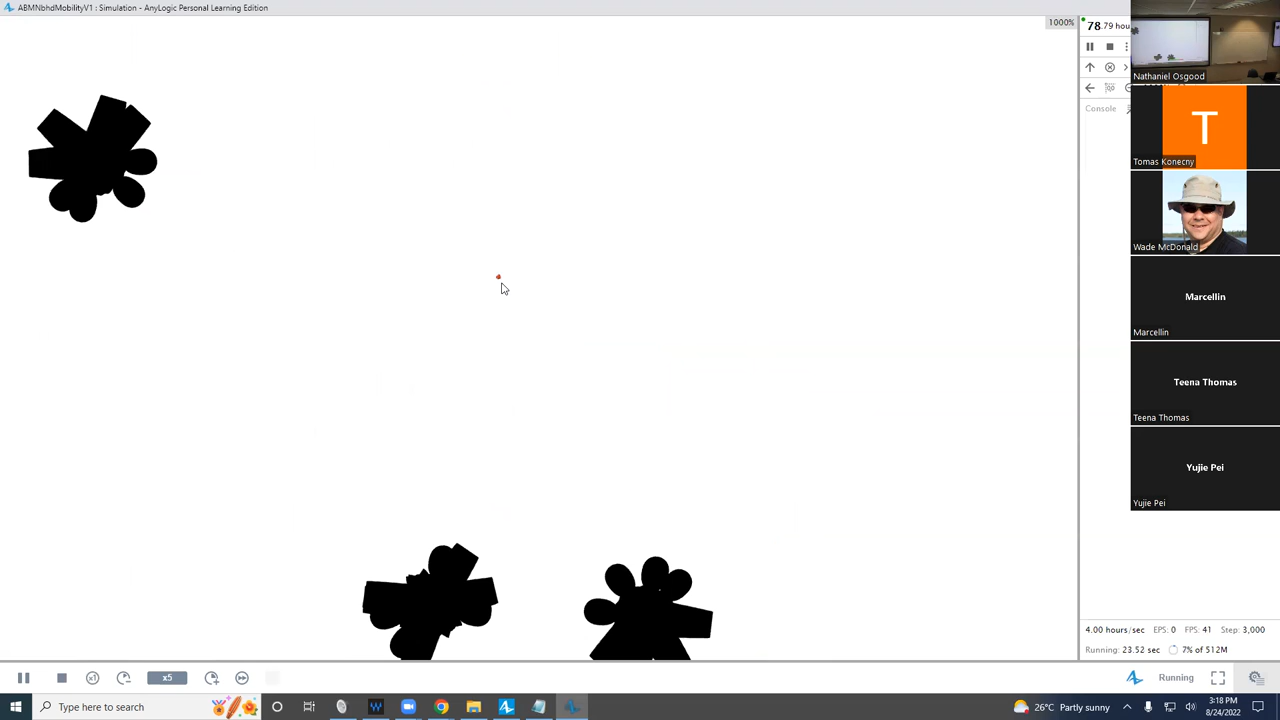 ABMNbhdMobilityV1 : Simulation - AnyLogic Personal Learning Edition
1000%
78.79 hou
Console
4.00 hours/sec EPS: 0 FPS: 41 Step: 3,000
Running: 23.52 sec 7% of 512M
x1
x5
Running
Nathaniel Osgood
T
Tomas Konecny
Wade McDonald
Marcellin
Marcellin
Teena Thomas
Teena Thomas
Yujie Pei
Yujie Pei
Type here to search
26°C Partly sunny
3:18 PM
8/24/2022